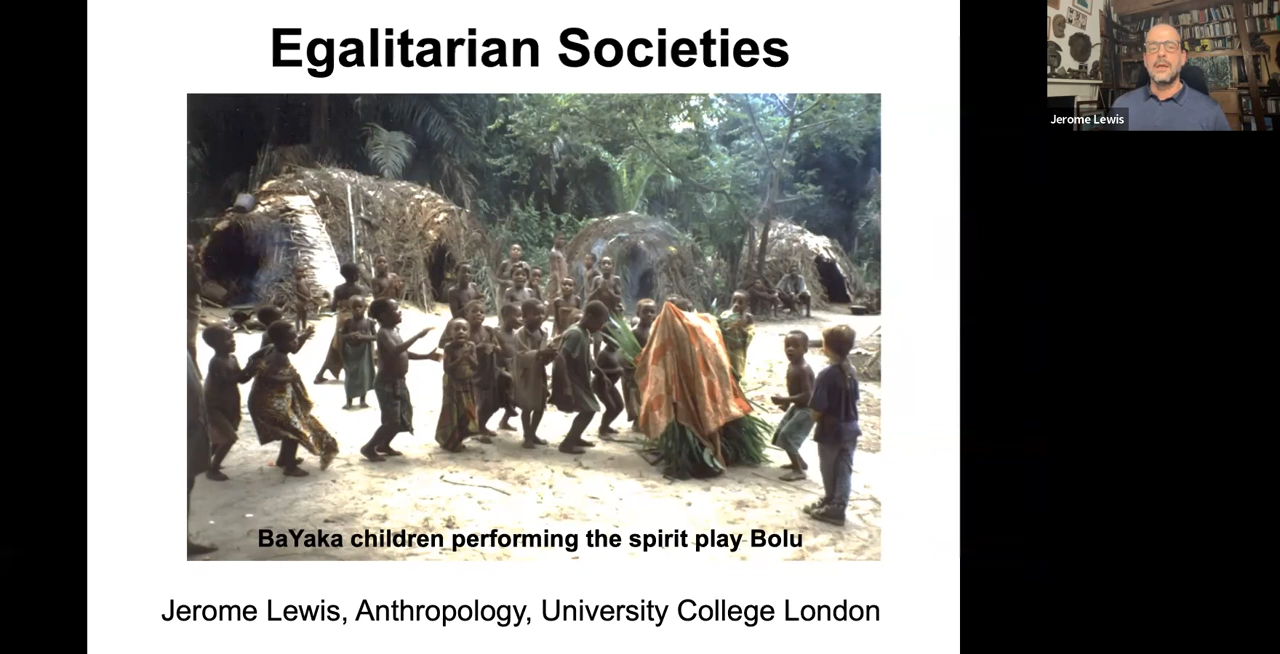 Egalitarian Societies
Jerome Lewis
BaYaka children performing the spirit play Bolu
Jerome Lewis, Anthropology, University College London